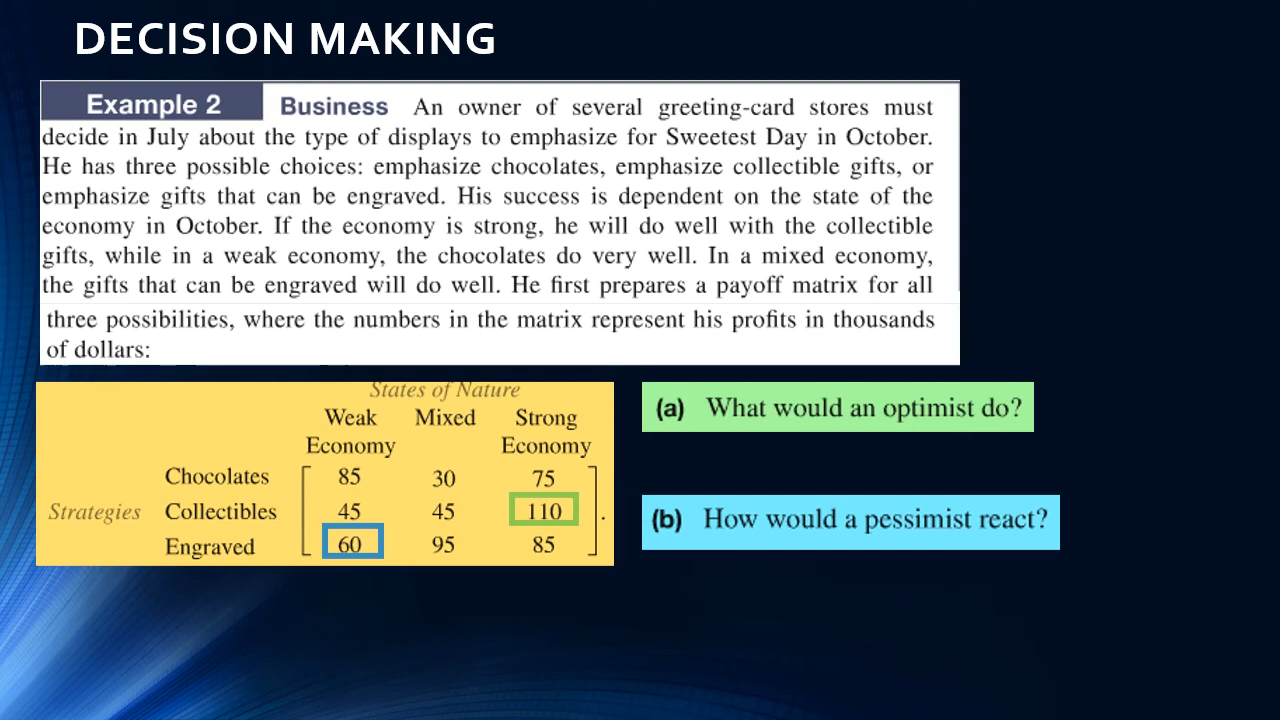 DECISION MAKING
Example 2 Business An owner of several greeting-card stores must
decide in July about the type of displays to emphasize for Sweetest Day in October.
He has three possible choices: emphasize chocolates, emphasize collectible gifts, or
emphasize gifts that can be engraved. His success is dependent on the state of the
economy in October. If the economy is strong, he will do well with the collectible
gifts, while in a weak economy, the chocolates do very well. In a mixed economy,
the gifts that can be engraved will do well. He first prepares a payoff matrix for all
three possibilities, where the numbers in the matrix represent his profits in thousands
of dollars:
States of Nature
Weak Mixed Strong
Economy Economy
Chocolates 85 30 75
Strategies Collectibles 45 45 110 .
Engraved 60 95 85
(a) What would an optimist do?
(b) How would a pessimist react?